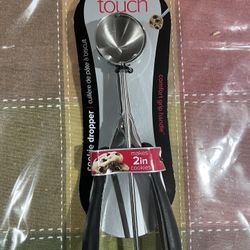 touch
cookie dropper
cuillère de pâte à biscuit
comfort grip handle
makes
2in
cookies